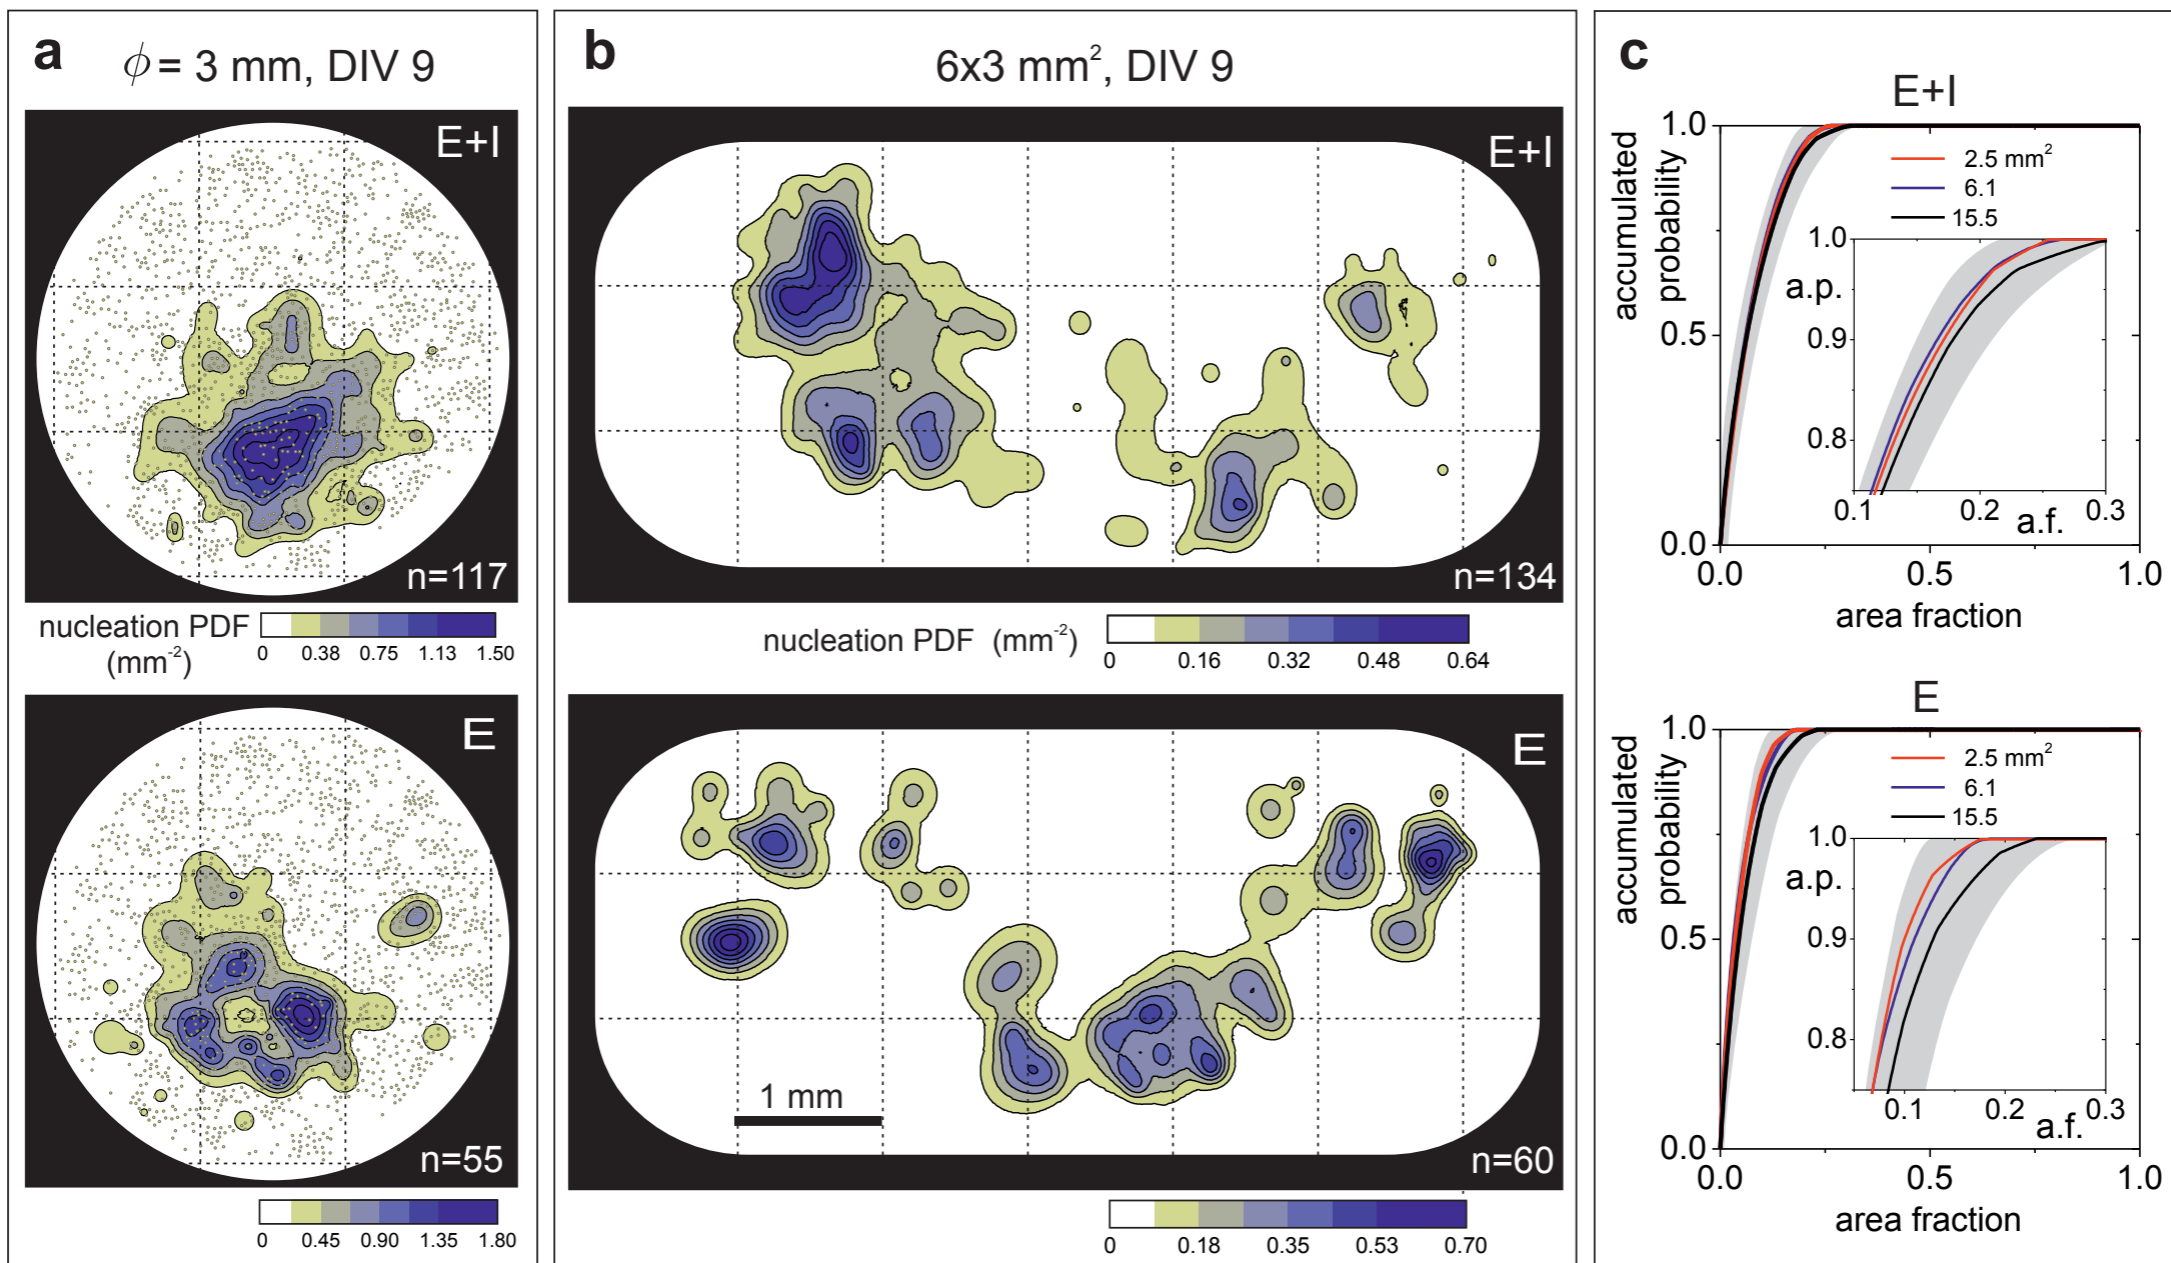 a
ϕ = 3 mm, DIV 9
E+I
n=117
nucleation PDF
(mm⁻²)
0 0.38 0.75 1.13 1.50
E
n=55
0 0.45 0.90 1.35 1.80
b
6x3 mm², DIV 9
E+I
n=134
nucleation PDF (mm⁻²)
0 0.16 0.32 0.48 0.64
E
1 mm
n=60
0 0.18 0.35 0.53 0.70
c
E+I
accumulated
probability
1.0
0.5
0.0
2.5 mm²
6.1
15.5
1.0
a.p.
0.9
0.8
0.1 0.2 a.f. 0.3
0.0 0.5 1.0
area fraction
E
accumulated
probability
1.0
0.5
0.0
2.5 mm²
6.1
15.5
1.0
a.p.
0.9
0.8
0.1 0.2 a.f. 0.3
0.0 0.5 1.0
area fraction